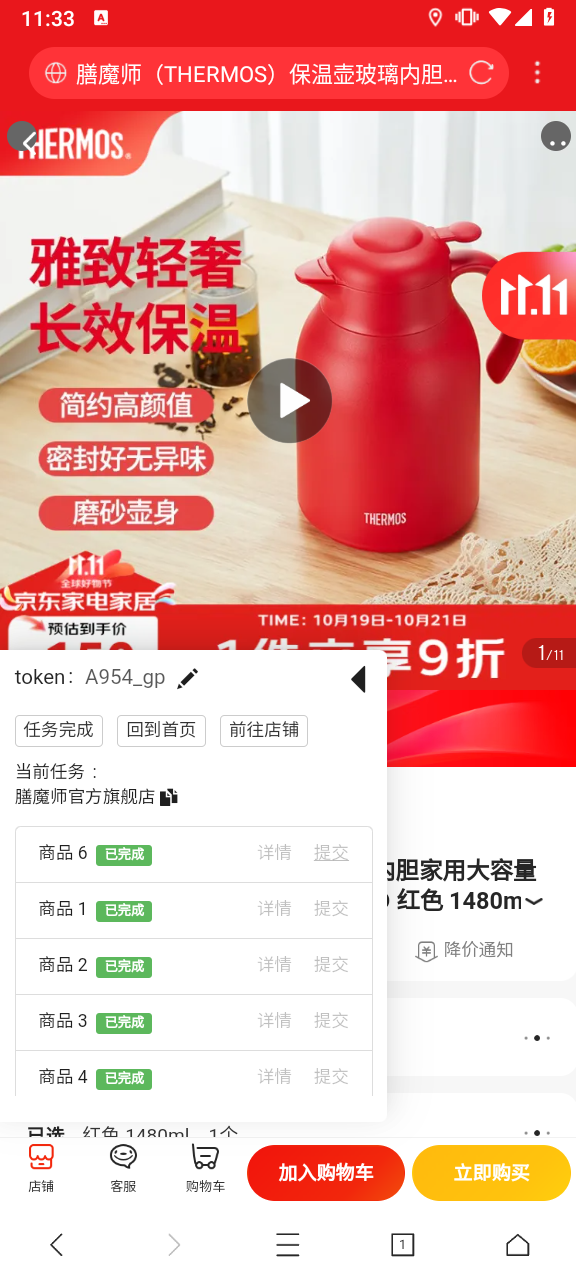 11:33
膳魔师（THERMOS）保温壶玻璃内胆...
THERMOS
雅致轻奢
长效保温
11.11
简约高颜值
密封好无异味
磨砂壶身
THERMOS
11.11
全球好物节
京东家电家居
TIME: 10月19日-10月21日
预估到手价
1件享9折
1/11
token: A954_gp
任务完成 回到首页 前往店铺
当前任务：
膳魔师官方旗舰店
商品 6 已完成 详情 提交
内胆家用大容量
红色 1480m
商品 1 已完成 详情 提交
降价通知
商品 2 已完成 详情 提交
商品 3 已完成 详情 提交
商品 4 已完成 详情 提交
已选 红色 1480ml，1个
店铺 客服 购物车 加入购物车 立即购买
1